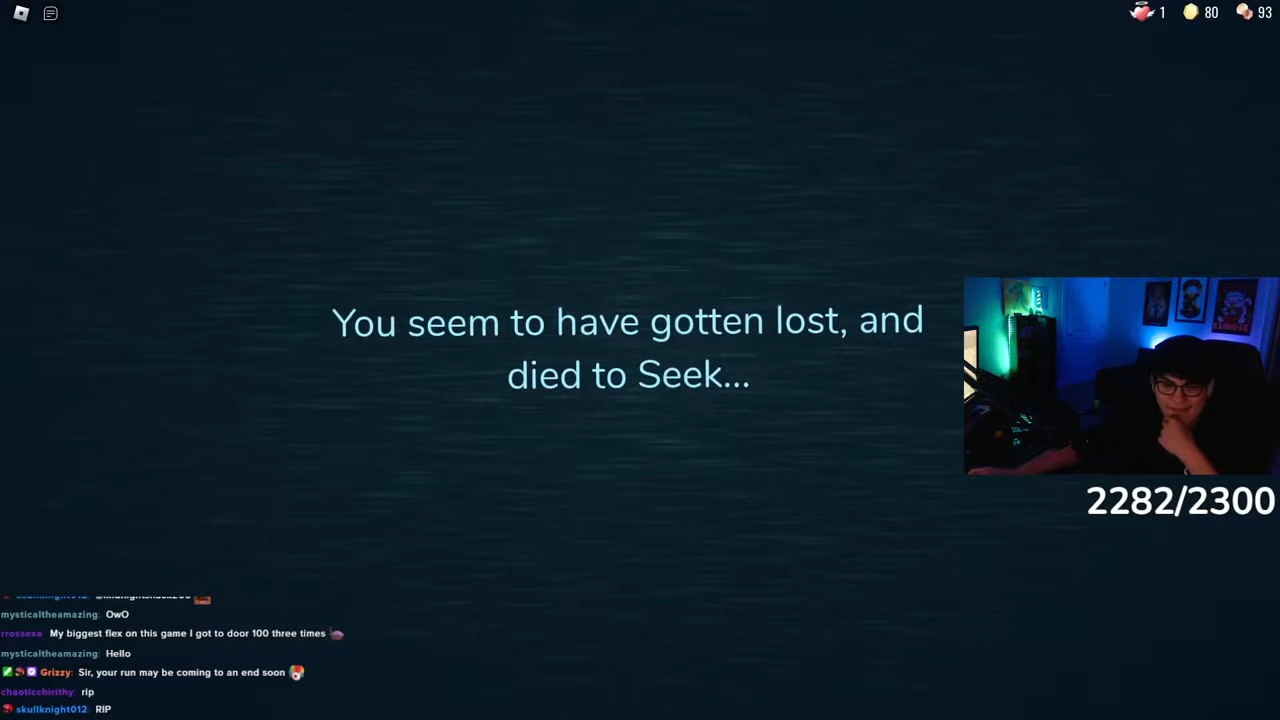 1 80 93
You seem to have gotten lost, and
died to Seek...
2282/2300
mysticaltheamazing: OwO
rrossexa: My biggest flex on this game I got to door 100 three times
mysticaltheamazing: Hello
Grizzy: Sir, your run may be coming to an end soon
chaoticchirithy: rip
skullknight012: RIP